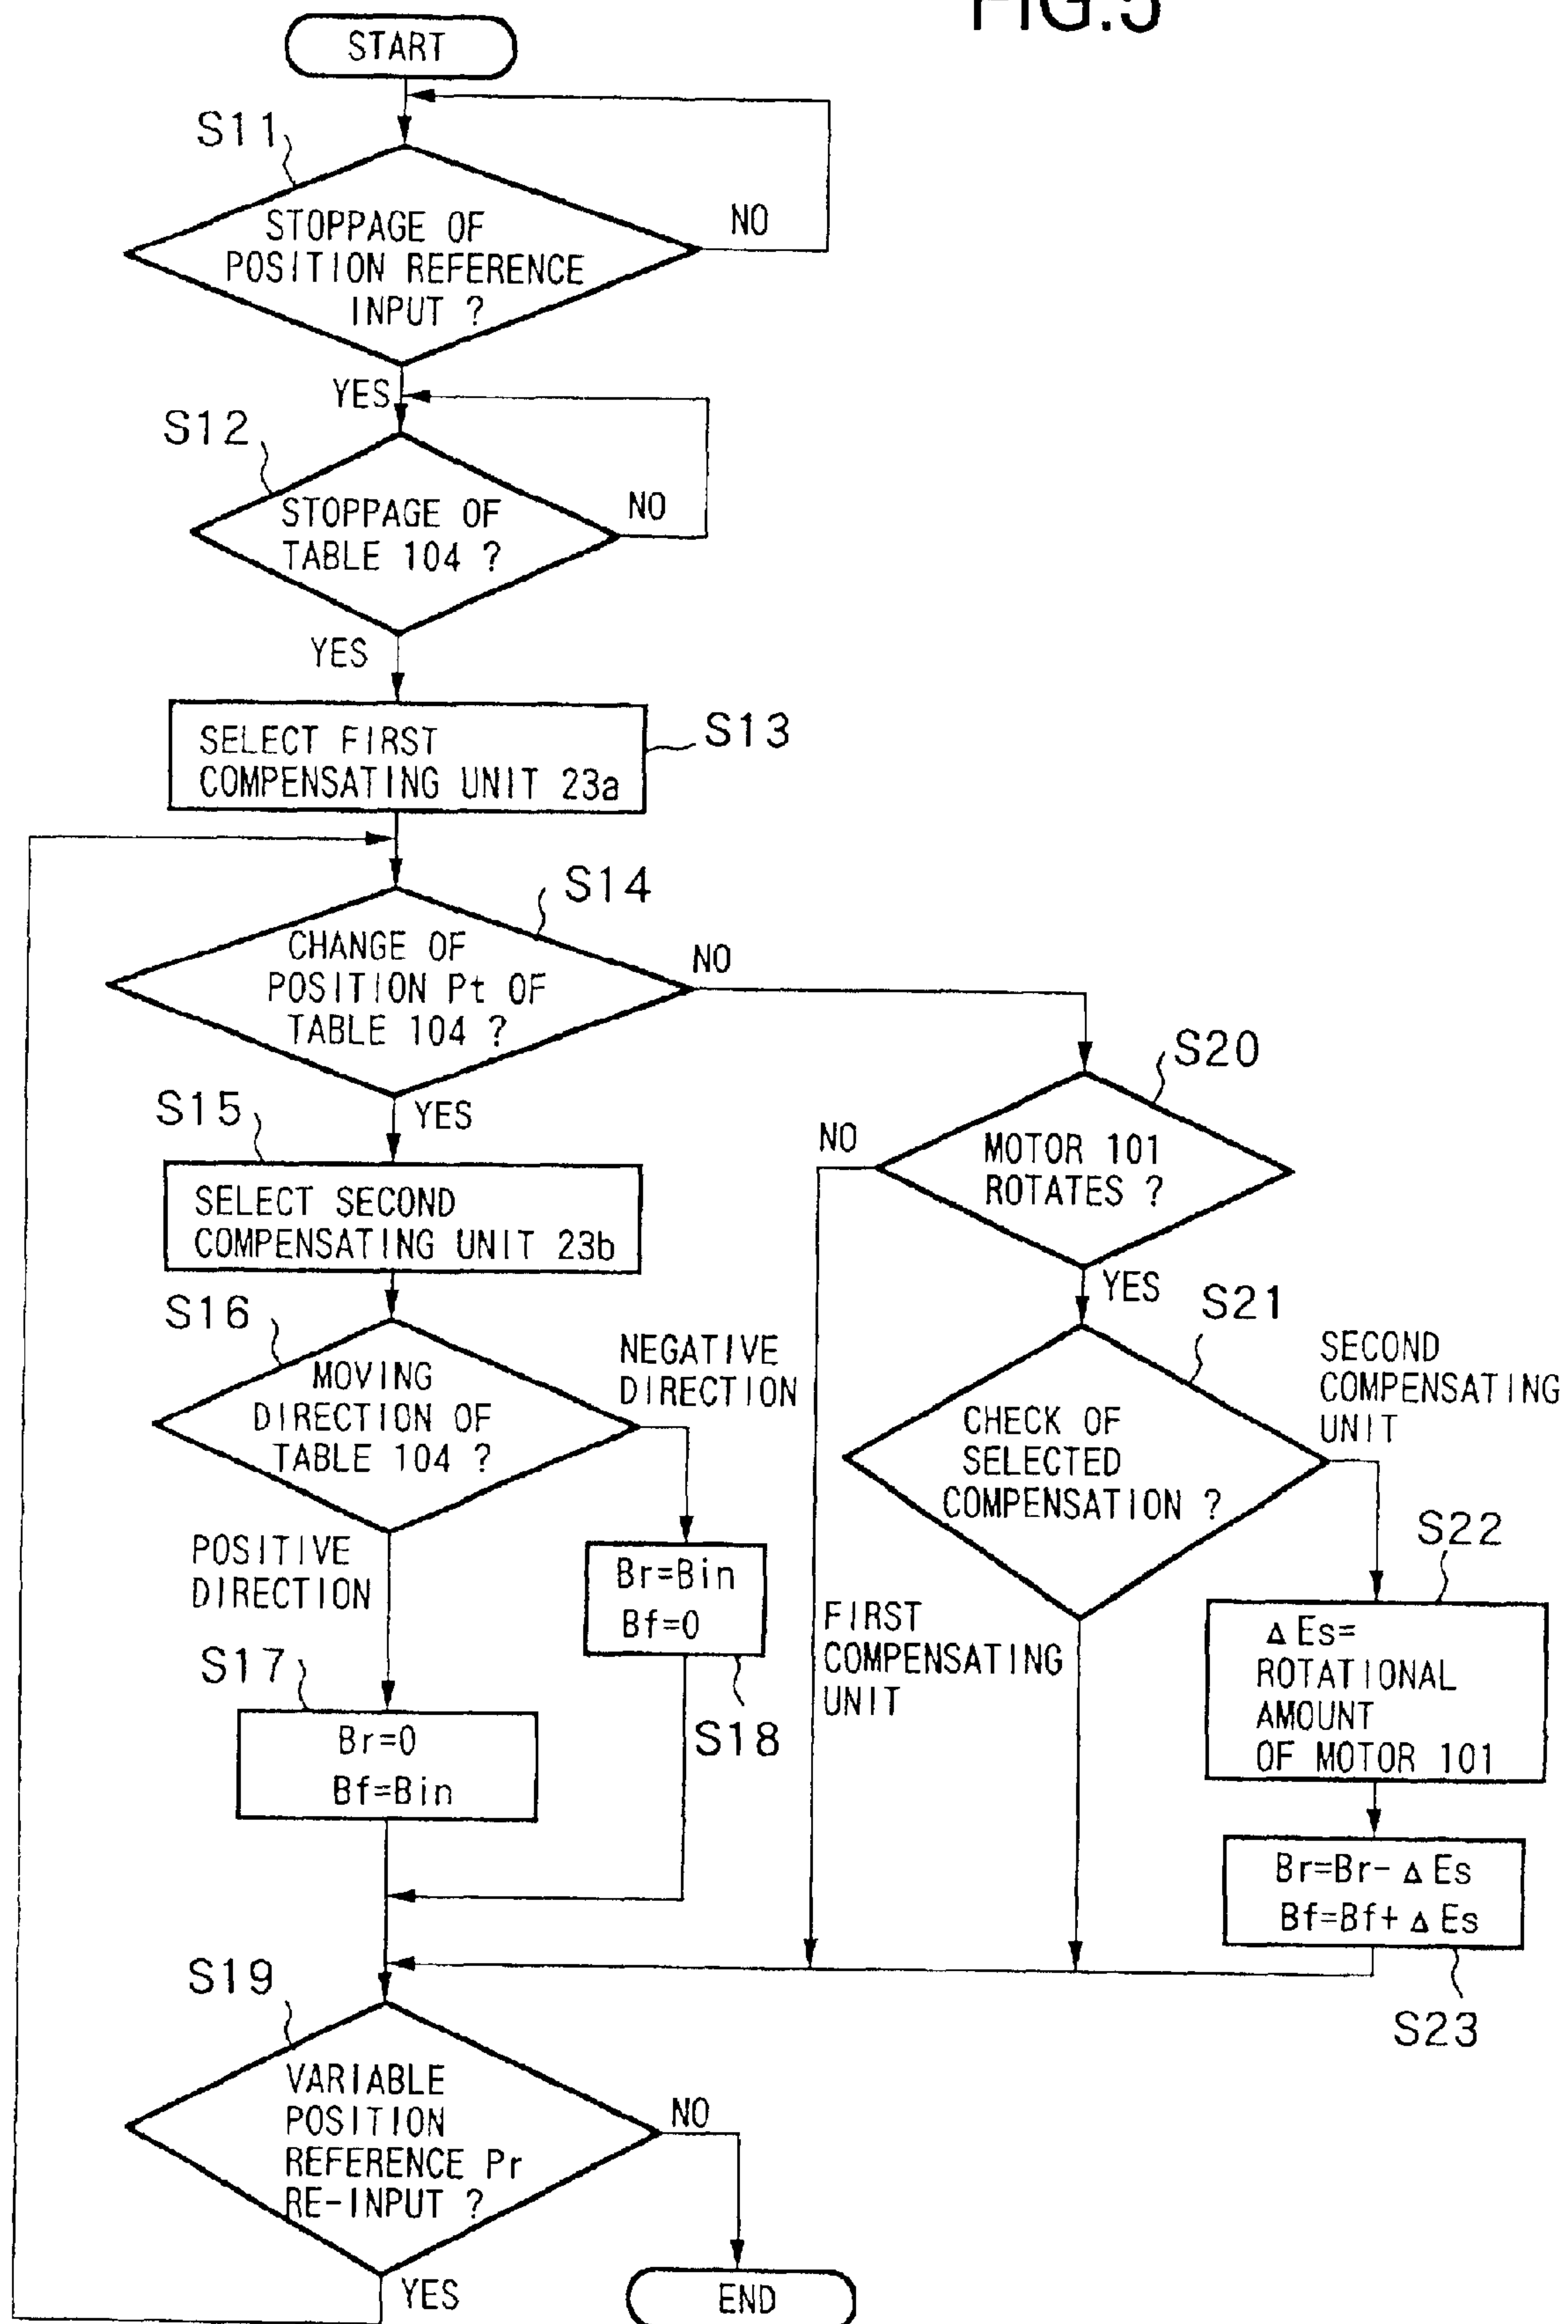 FIG.5
START
S11
STOPPAGE OF
POSITION REFERENCE
INPUT ?
NO
YES
S12
STOPPAGE OF
TABLE 104 ?
NO
YES
S13
SELECT FIRST
COMPENSATING UNIT 23a
S14
CHANGE OF
POSITION Pt OF
TABLE 104 ?
NO
YES
S15
SELECT SECOND
COMPENSATING UNIT 23b
S16
MOVING
DIRECTION OF
TABLE 104 ?
NEGATIVE
DIRECTION
POSITIVE
DIRECTION
S17
Br=0
Bf=Bin
Br=Bin
Bf=0
S18
S20
MOTOR 101
ROTATES ?
NO
YES
S21
CHECK OF
SELECTED
COMPENSATION ?
SECOND
COMPENSATING
UNIT
FIRST
COMPENSATING
UNIT
S22
Δ Es=
ROTATIONAL
AMOUNT
OF MOTOR 101
Br=Br- Δ Es
Bf=Bf+ Δ Es
S23
S19
VARIABLE
POSITION
REFERENCE Pr
RE-INPUT ?
NO
YES
END